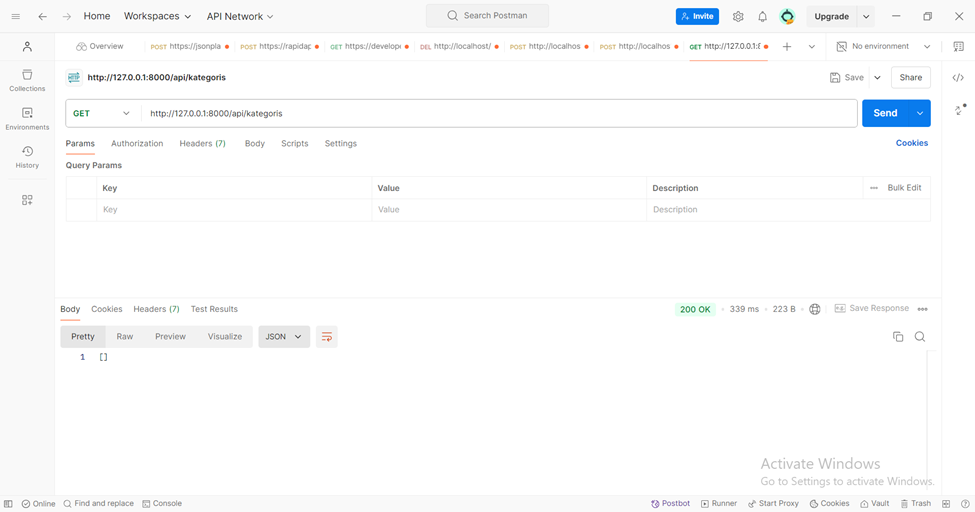 Home Workspaces API Network Search Postman Invite Upgrade
Overview POST https://jsonpla POST https://rapidap GET https://develop DEL http://localhost/ POST http://localhos POST http://localhos GET http://127.0.0.1:8 No environment
Collections
Environments
History
HTTP http://127.0.0.1:8000/api/kategoris Save Share
GET http://127.0.0.1:8000/api/kategoris Send
Params Authorization Headers (7) Body Scripts Settings Cookies
Query Params
Key Value Description Bulk Edit
Key Value Description
Body Cookies Headers (7) Test Results 200 OK 339 ms 223 B Save Response
Pretty Raw Preview Visualize JSON
1 []
Activate Windows
Go to Settings to activate Windows.
Online Find and replace Console Postbot Runner Start Proxy Cookies Vault Trash